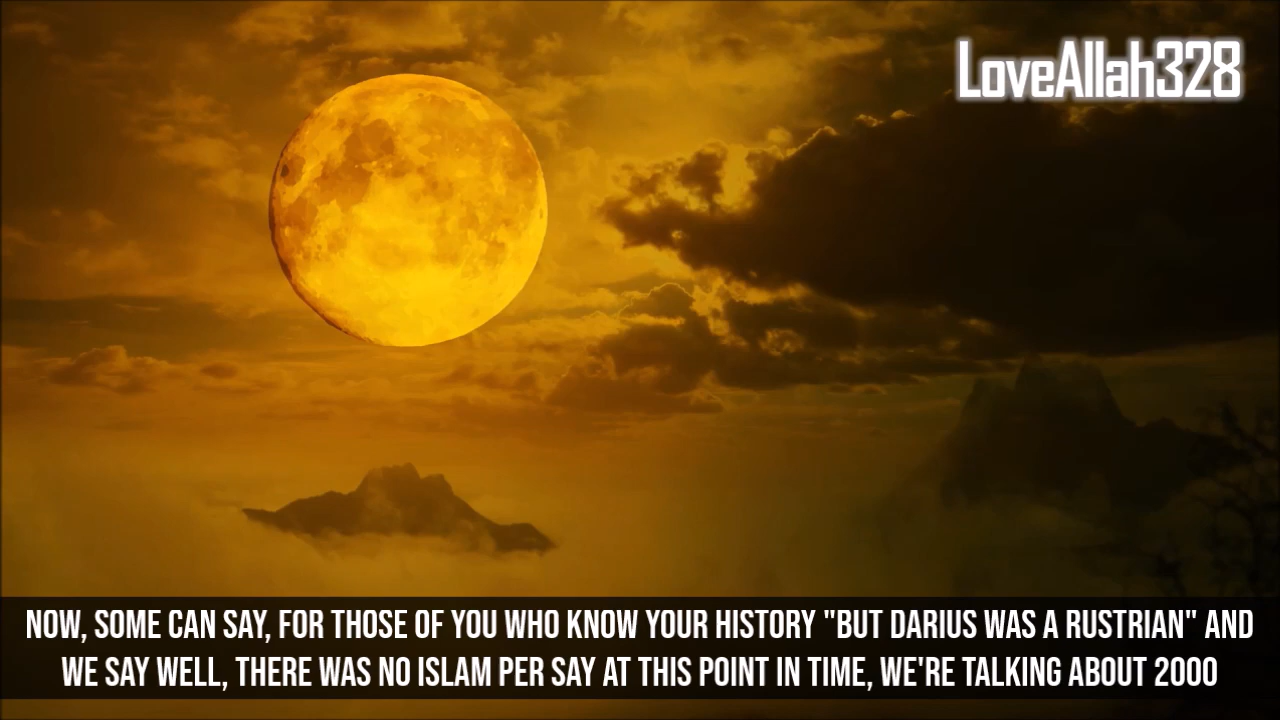 LoveAllah328
NOW, SOME CAN SAY, FOR THOSE OF YOU WHO KNOW YOUR HISTORY "BUT DARIUS WAS A RUSTRIAN" AND
WE SAY WELL, THERE WAS NO ISLAM PER SAY AT THIS POINT IN TIME, WE'RE TALKING ABOUT 2000